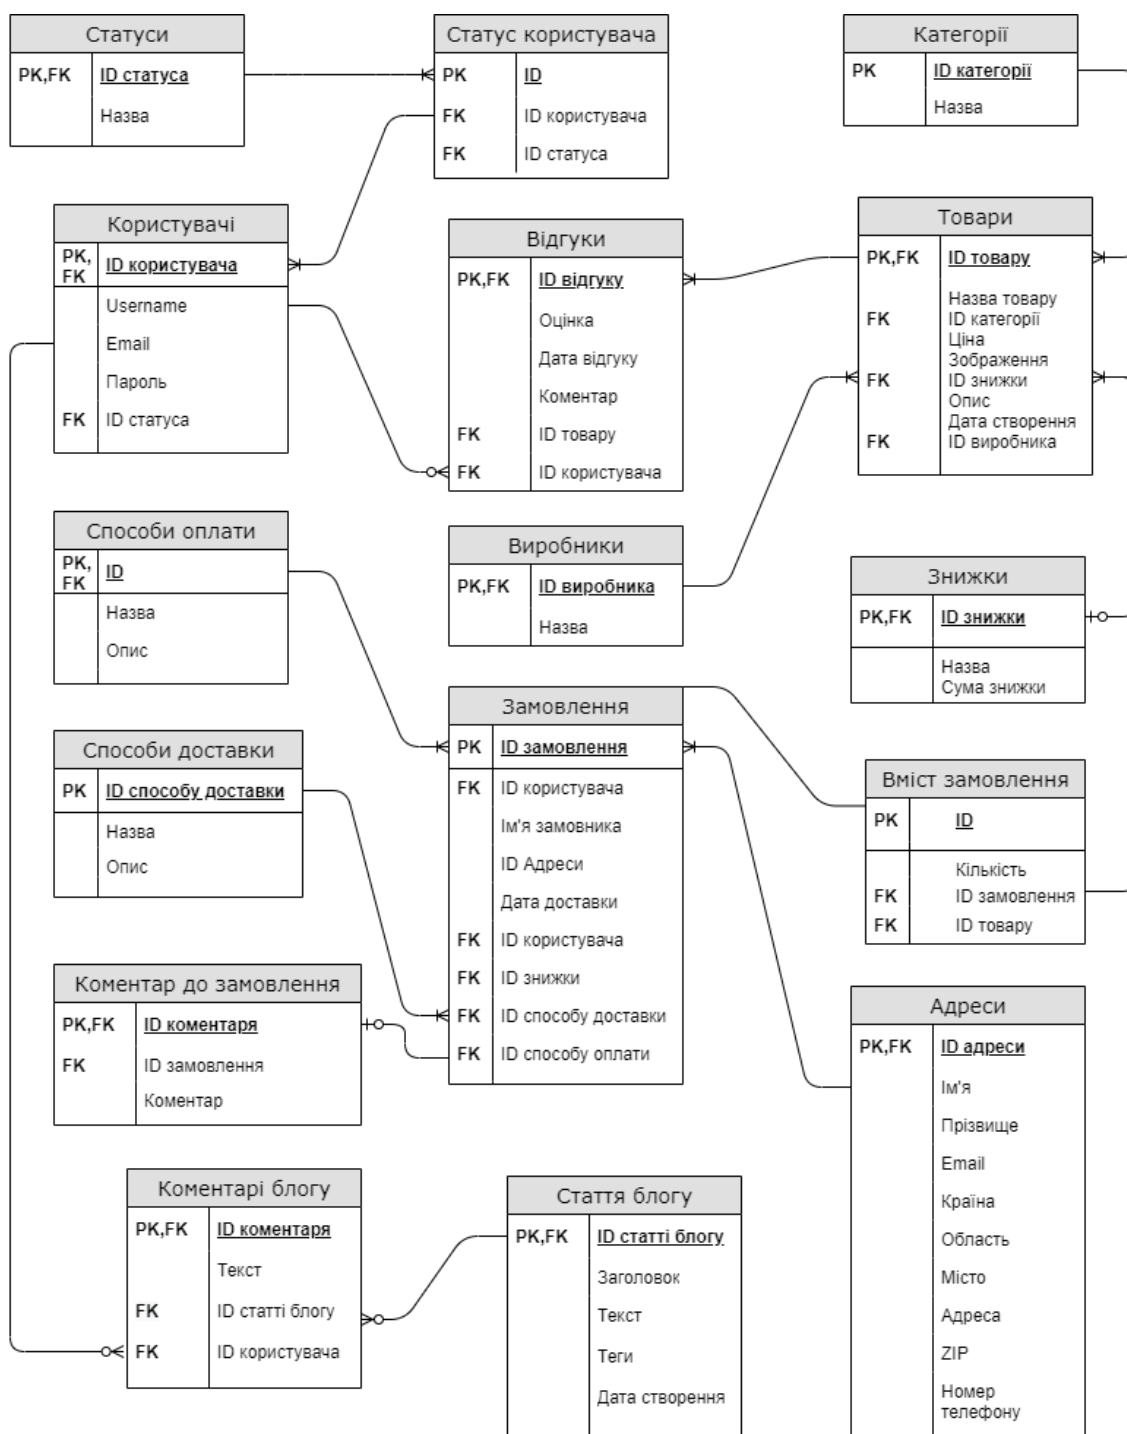 Статуси
PK,FK ID статуса
Назва
Статус користувача
PK ID
FK ID користувача
FK ID статуса
Категорії
PK ID категорії
Назва
Користувачі
PK,
FK ID користувача
Username
Email
Пароль
FK ID статуса
Відгуки
PK,FK ID відгуку
Оцінка
Дата відгуку
Коментар
FK ID товару
FK ID користувача
Товари
PK,FK ID товару
Назва товару
FK ID категорії
Ціна
Зображення
FK ID знижки
Опис
Дата створення
FK ID виробника
Способи оплати
PK,
FK ID
Назва
Опис
Виробники
PK,FK ID виробника
Назва
Знижки
PK,FK ID знижки
Назва
Сума знижки
Способи доставки
PK ID способу доставки
Назва
Опис
Замовлення
PK ID замовлення
FK ID користувача
Ім'я замовника
ID Адреси
Дата доставки
FK ID користувача
FK ID знижки
FK ID способу доставки
FK ID способу оплати
Вміст замовлення
PK ID
Кількість
FK ID замовлення
FK ID товару
Коментар до замовлення
PK,FK ID коментаря
FK ID замовлення
Коментар
Адреси
PK,FK ID адреси
Ім'я
Прізвище
Email
Країна
Область
Місто
Адреса
ZIP
Номер
телефону
Коментарі блогу
PK,FK ID коментаря
Текст
FK ID статті блогу
FK ID користувача
Стаття блогу
PK,FK ID статті блогу
Заголовок
Текст
Теги
Дата створення